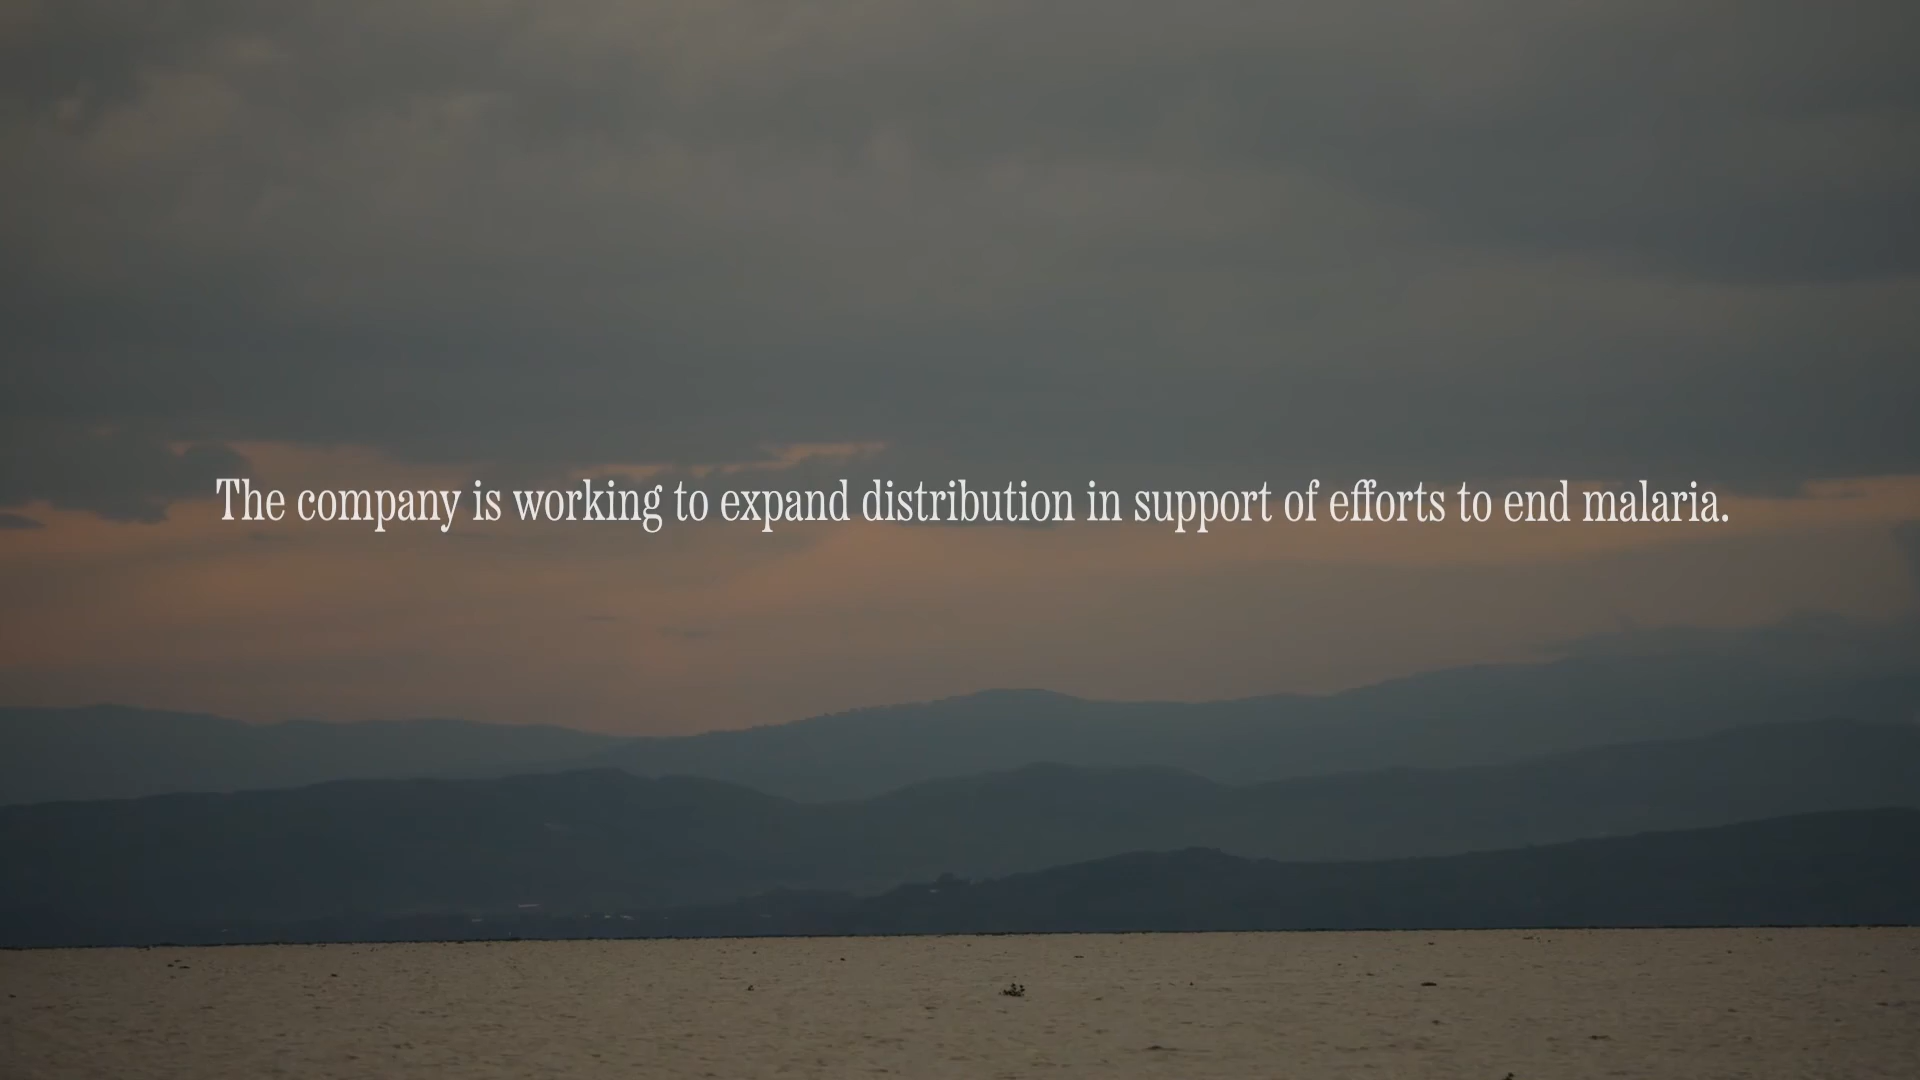 The company is working to expand distribution in support of efforts to end malaria.